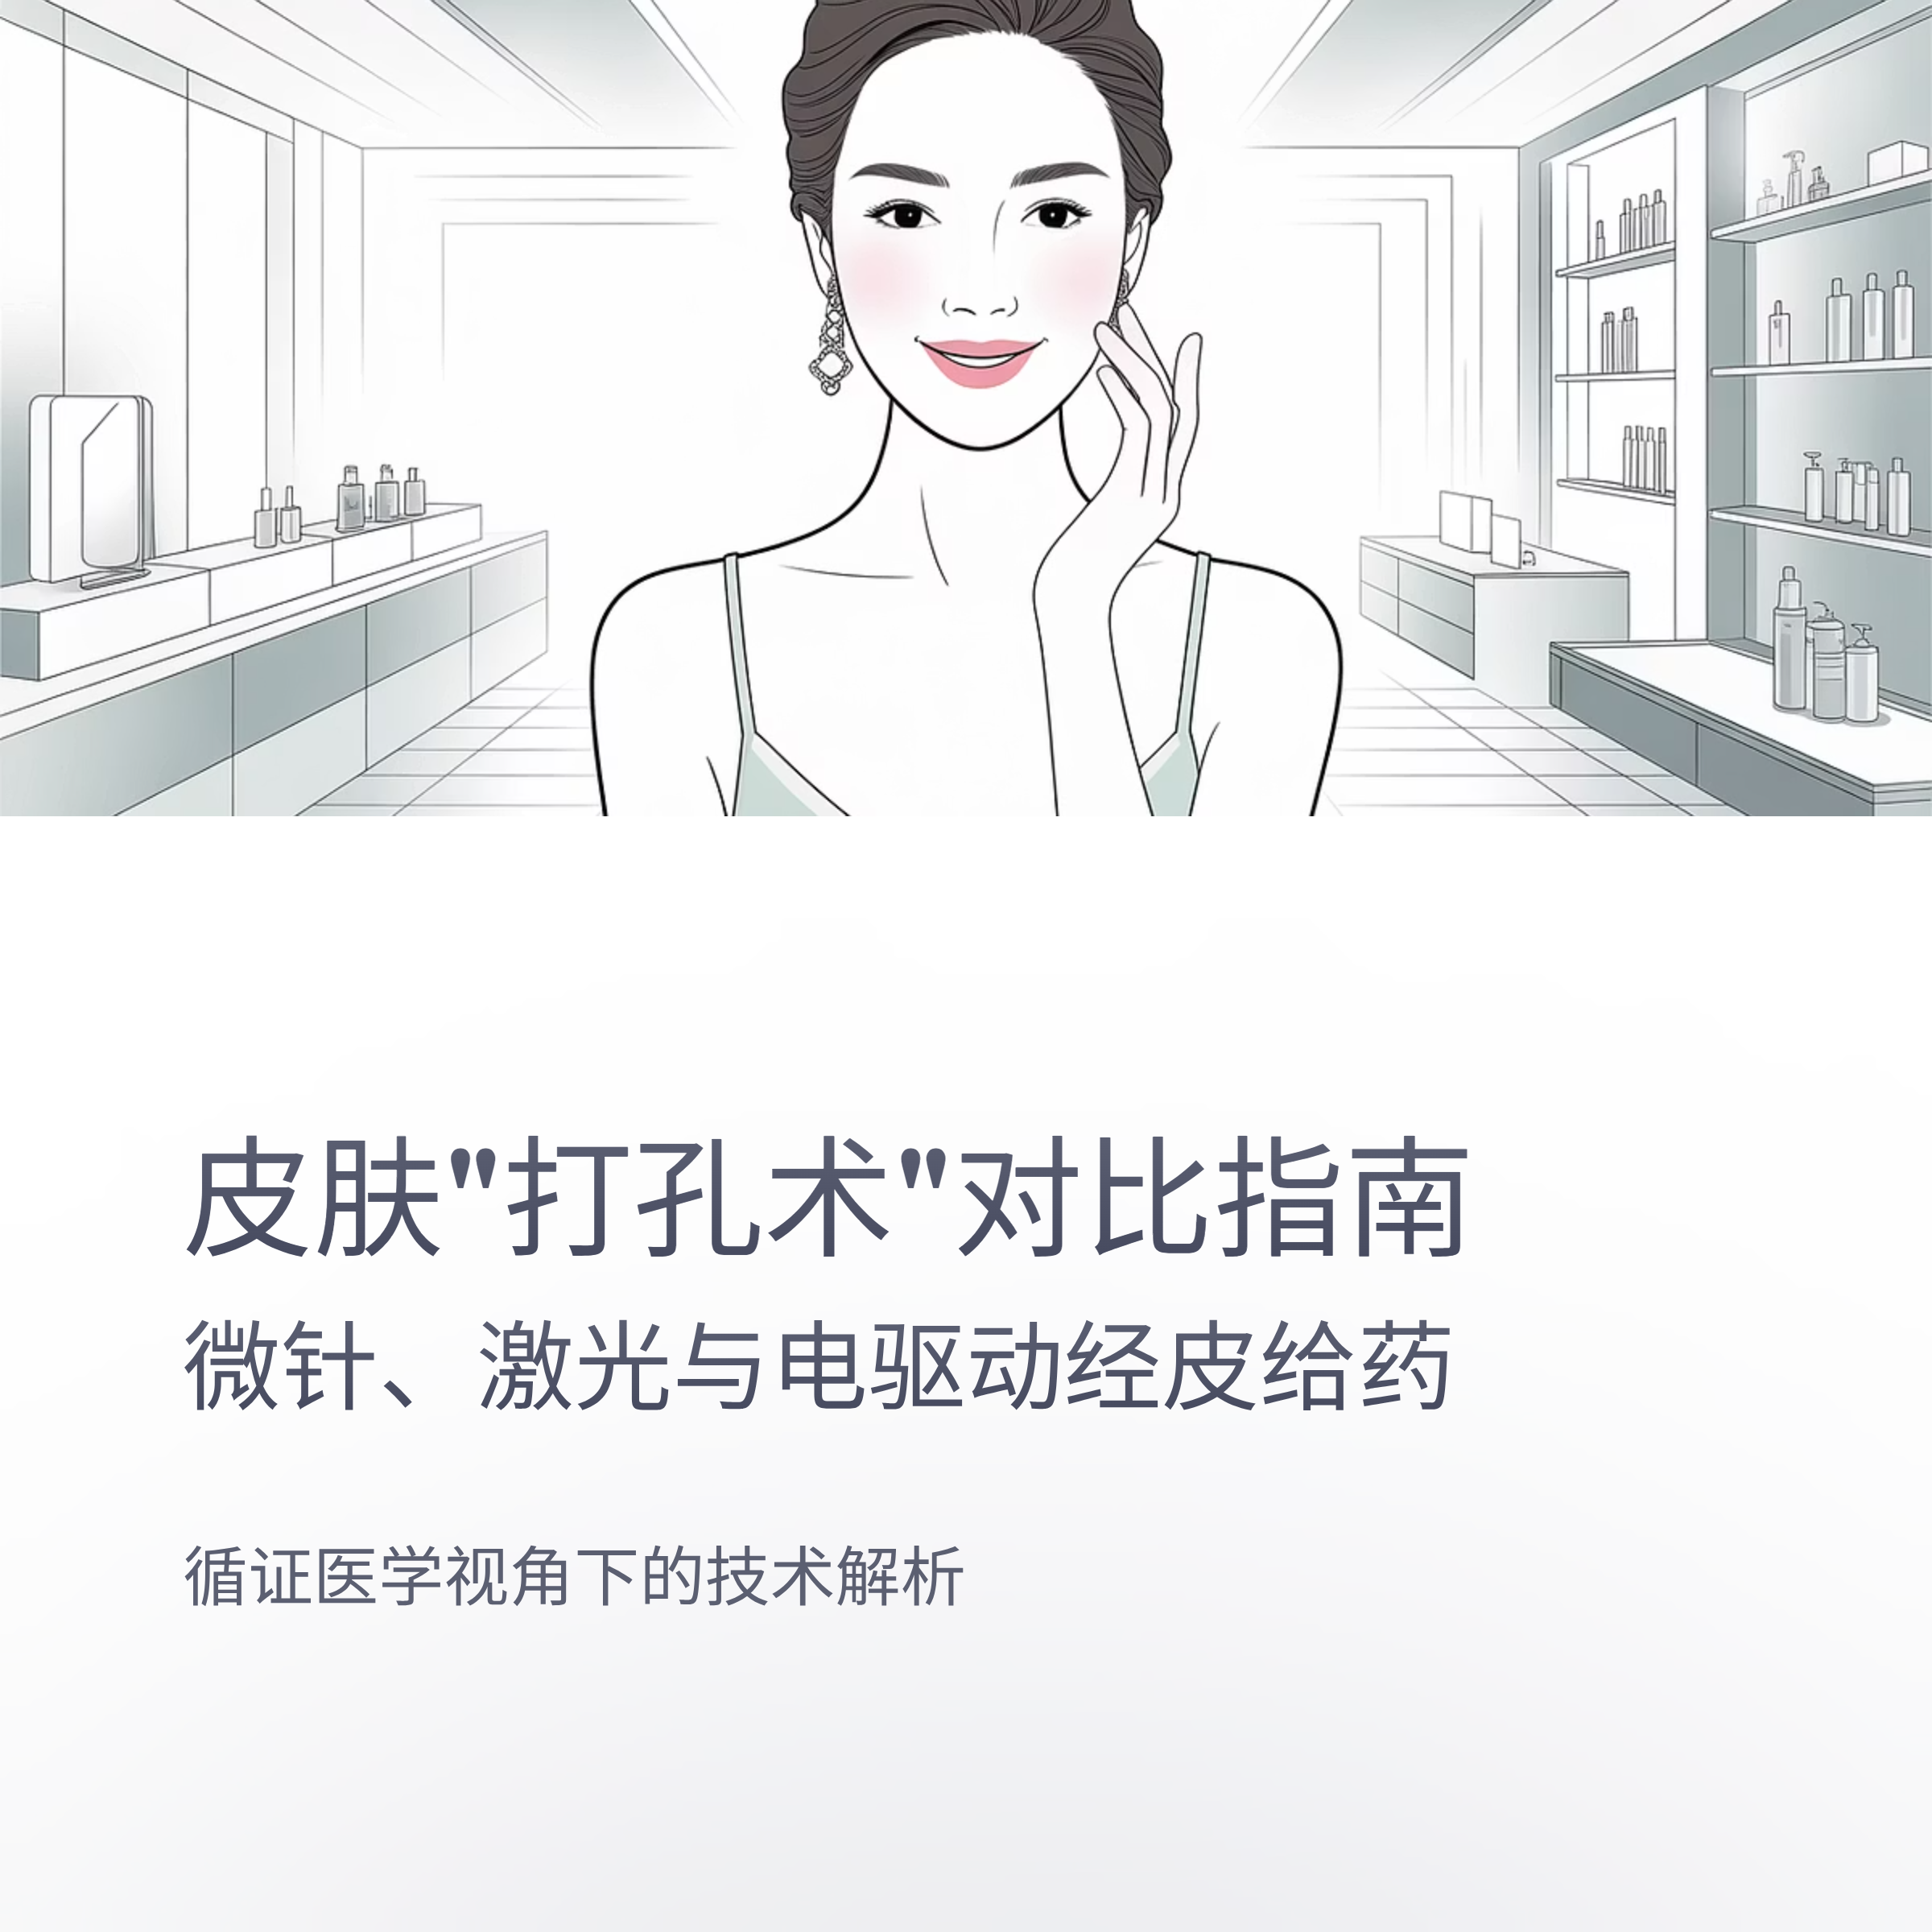 皮肤"打孔术"对比指南
微针、激光与电驱动经皮给药
循证医学视角下的技术解析